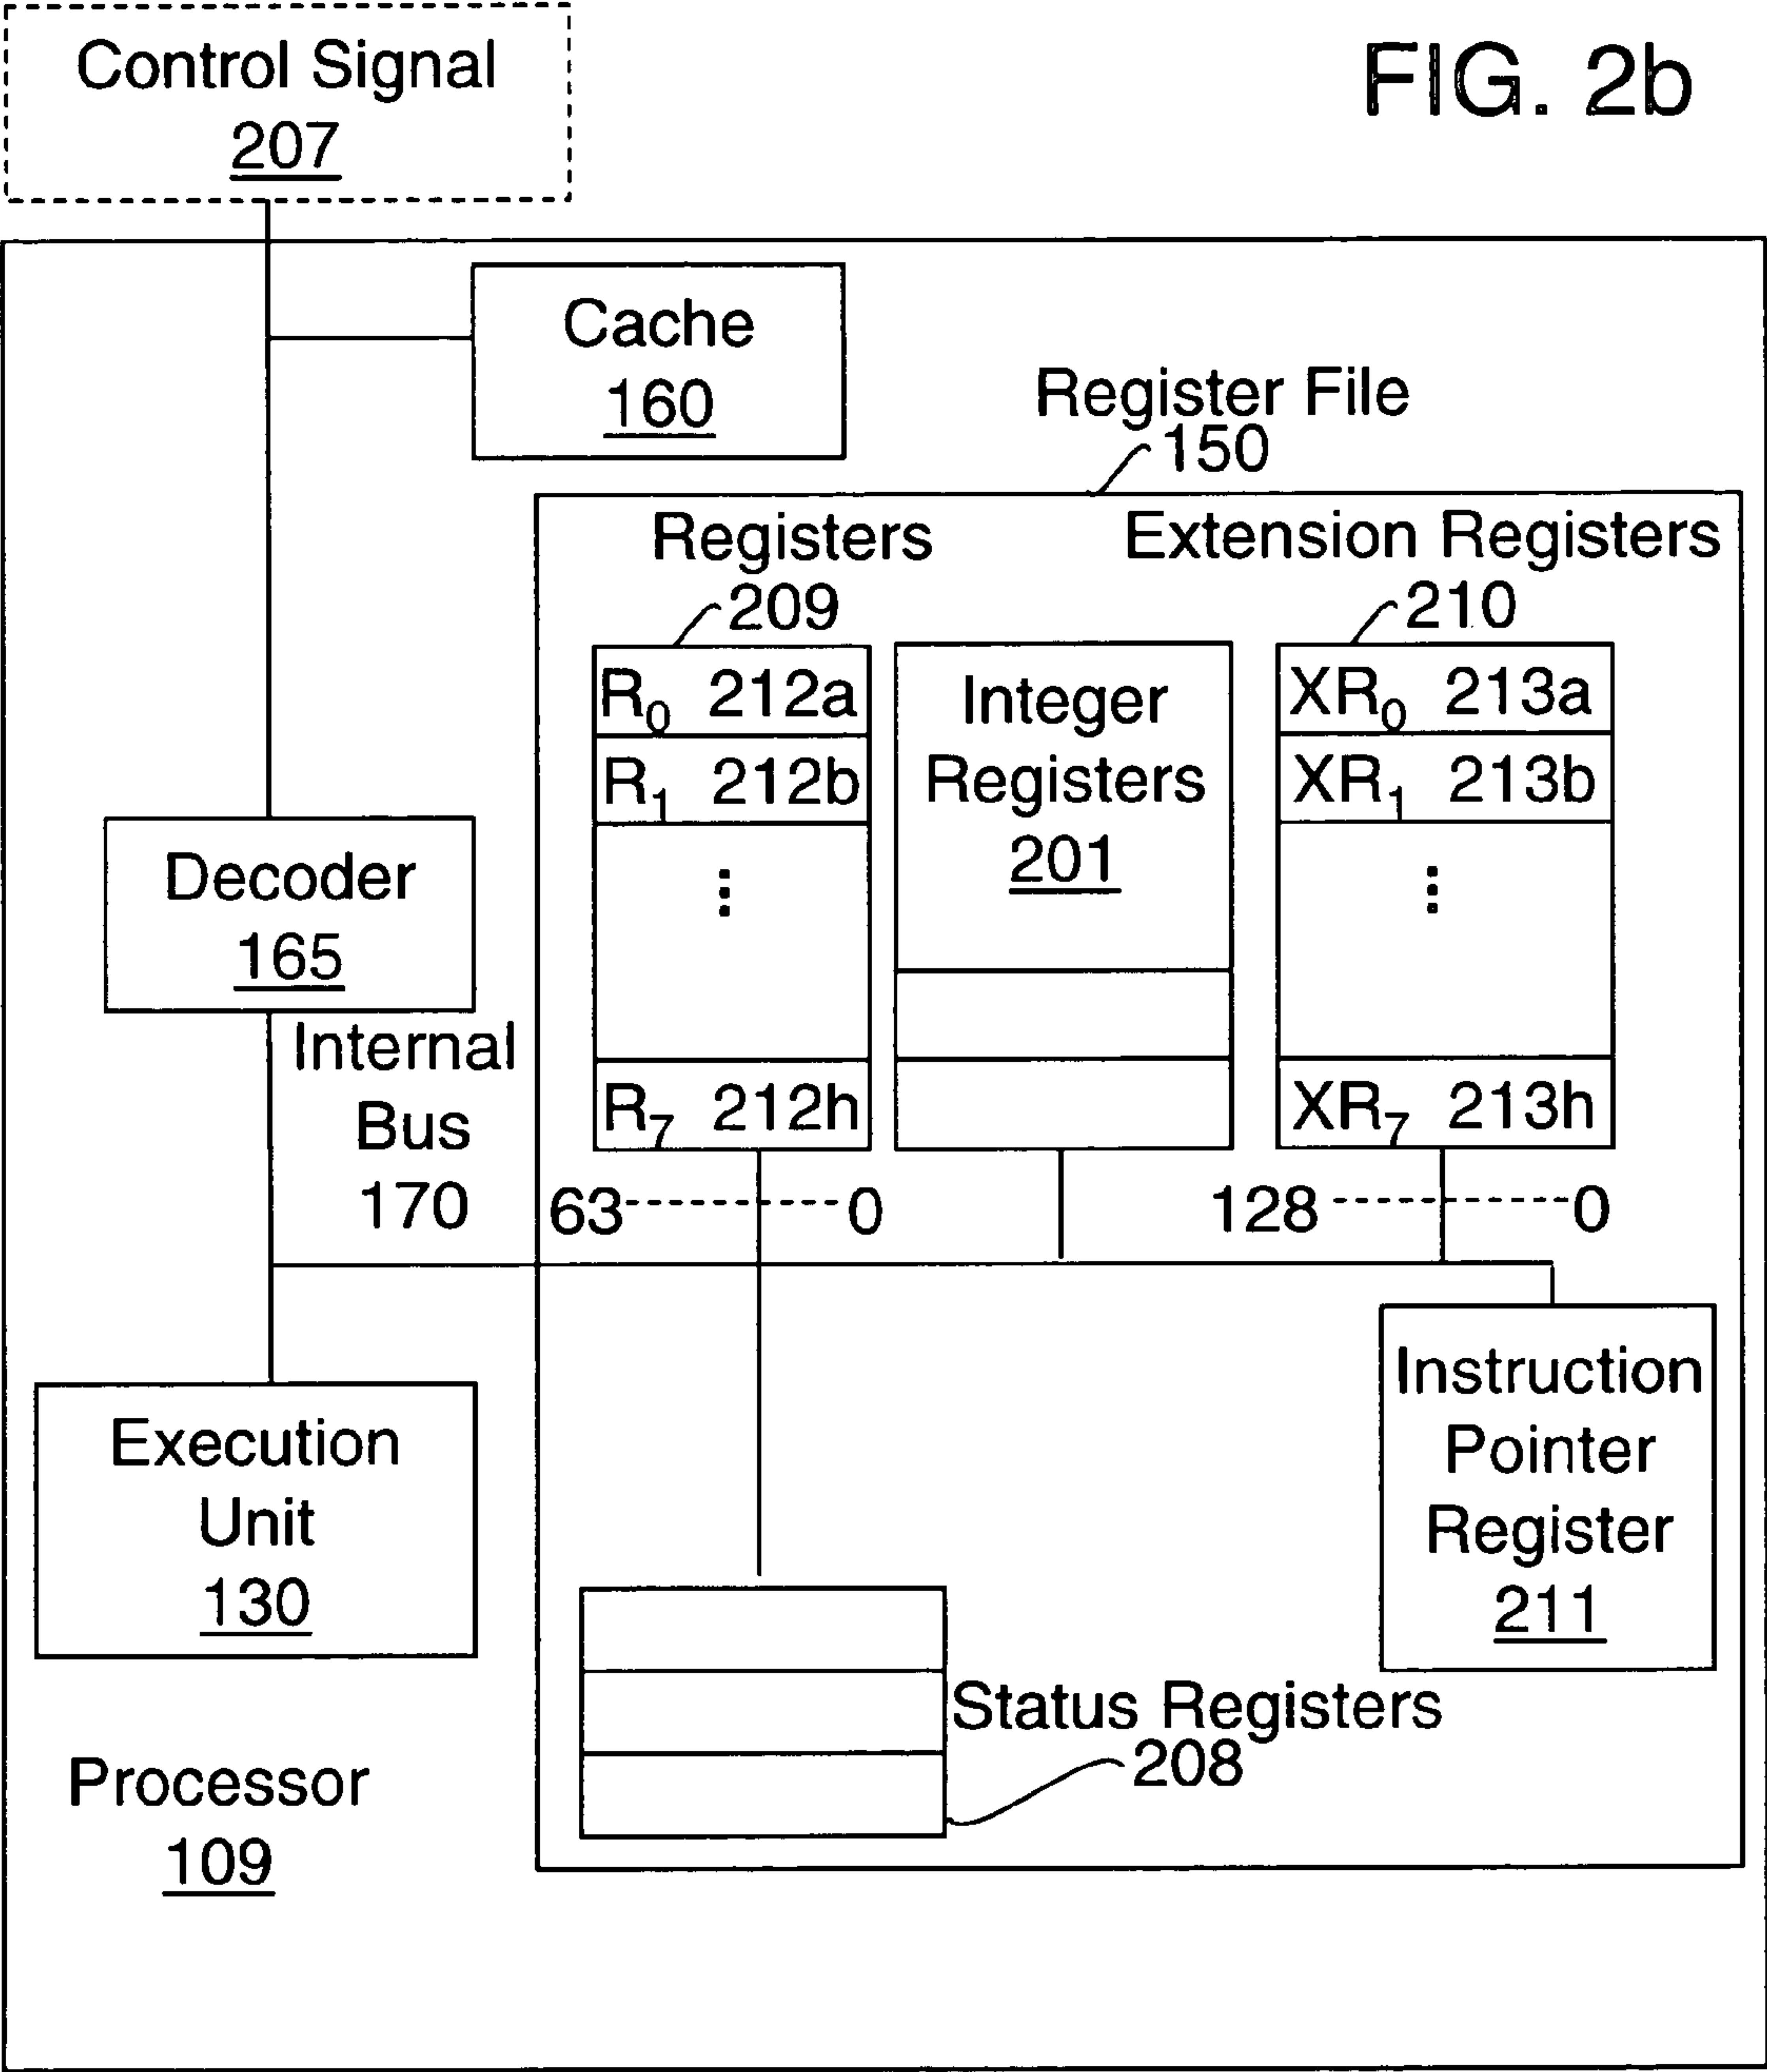 Control Signal
207
FIG. 2b
Cache
160
Register File
150
Registers
209
Extension Registers
210
R0 212a
R1 212b
⋮
R7 212h
Integer
Registers
201
XR0 213a
XR1 213b
⋮
XR7 213h
63 0
128 0
Decoder
165
Internal
Bus
170
Execution
Unit
130
Instruction
Pointer
Register
211
Status Registers
208
Processor
109